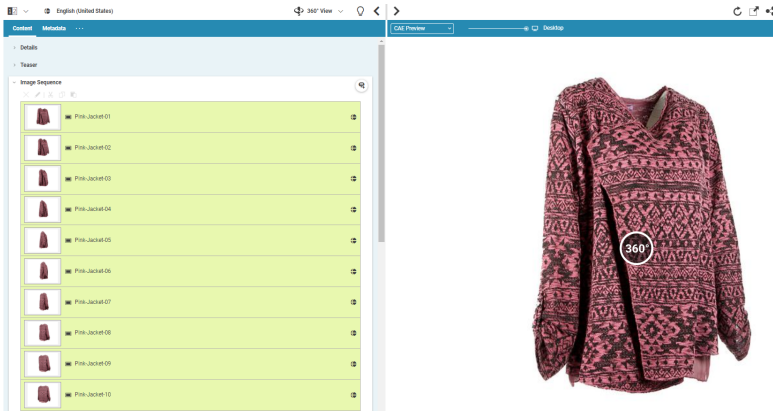 English (United States)
360° View
Content Metadata ...
CAE Preview
Desktop
Details
Teaser
Image Sequence
Pink-Jacket-01
Pink-Jacket-02
Pink-Jacket-03
Pink-Jacket-04
Pink-Jacket-05
Pink-Jacket-06
Pink-Jacket-07
Pink-Jacket-08
Pink-Jacket-09
Pink-Jacket-10
360°